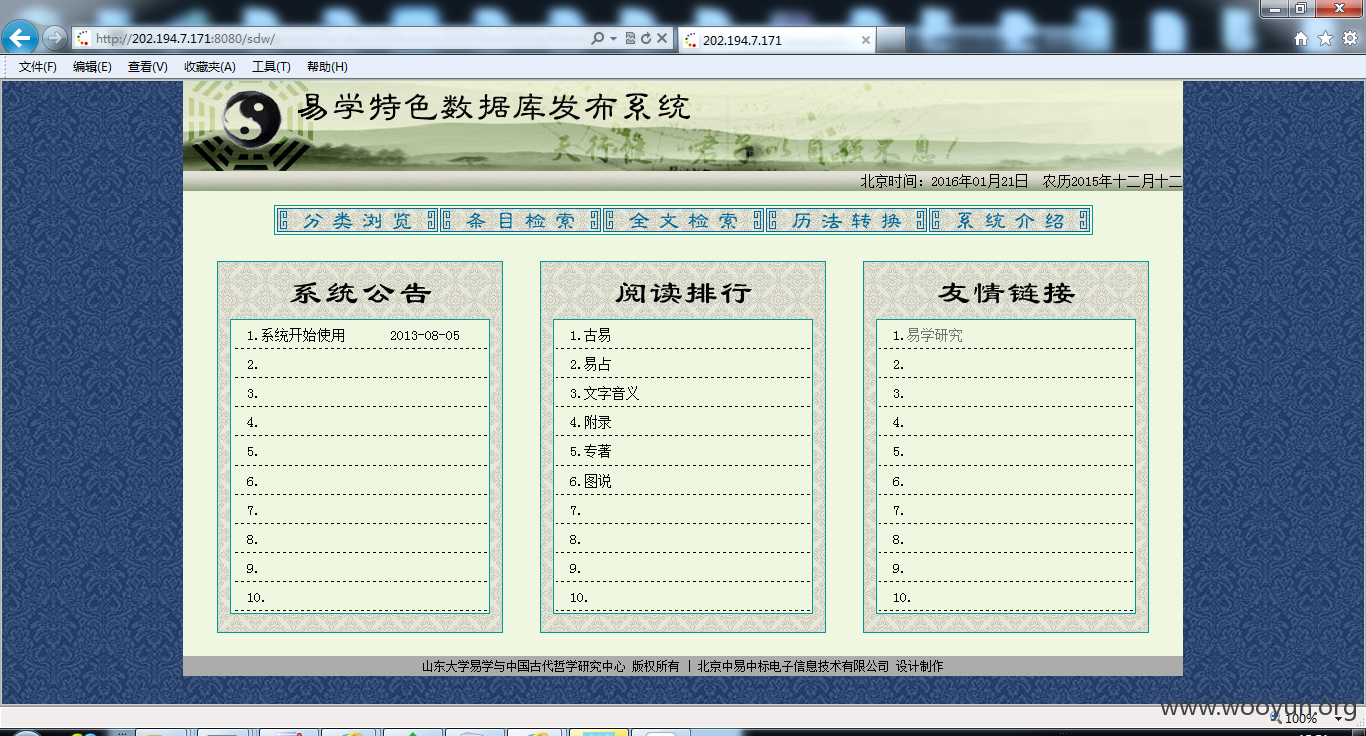 http://202.194.7.171:8080/sdw/
202.194.7.171
文件(F) 编辑(E) 查看(V) 收藏夹(A) 工具(T) 帮助(H)
易学特色数据库发布系统
天行健，君子以自强不息！
北京时间：2016年01月21日 农历2015年十二月十二
分类浏览 条目检索 全文检索 历法转换 系统介绍
系统公告
1.系统开始使用 2013-08-05
2.
3.
4.
5.
6.
7.
8.
9.
10.
阅读排行
1.古易
2.易占
3.文字音义
4.附录
5.专著
6.图说
7.
8.
9.
10.
友情链接
1.易学研究
2.
3.
4.
5.
6.
7.
8.
9.
10.
山东大学易学与中国古代哲学研究中心 版权所有 | 北京中易中标电子信息技术有限公司 设计制作
www.wooyun.org
100%